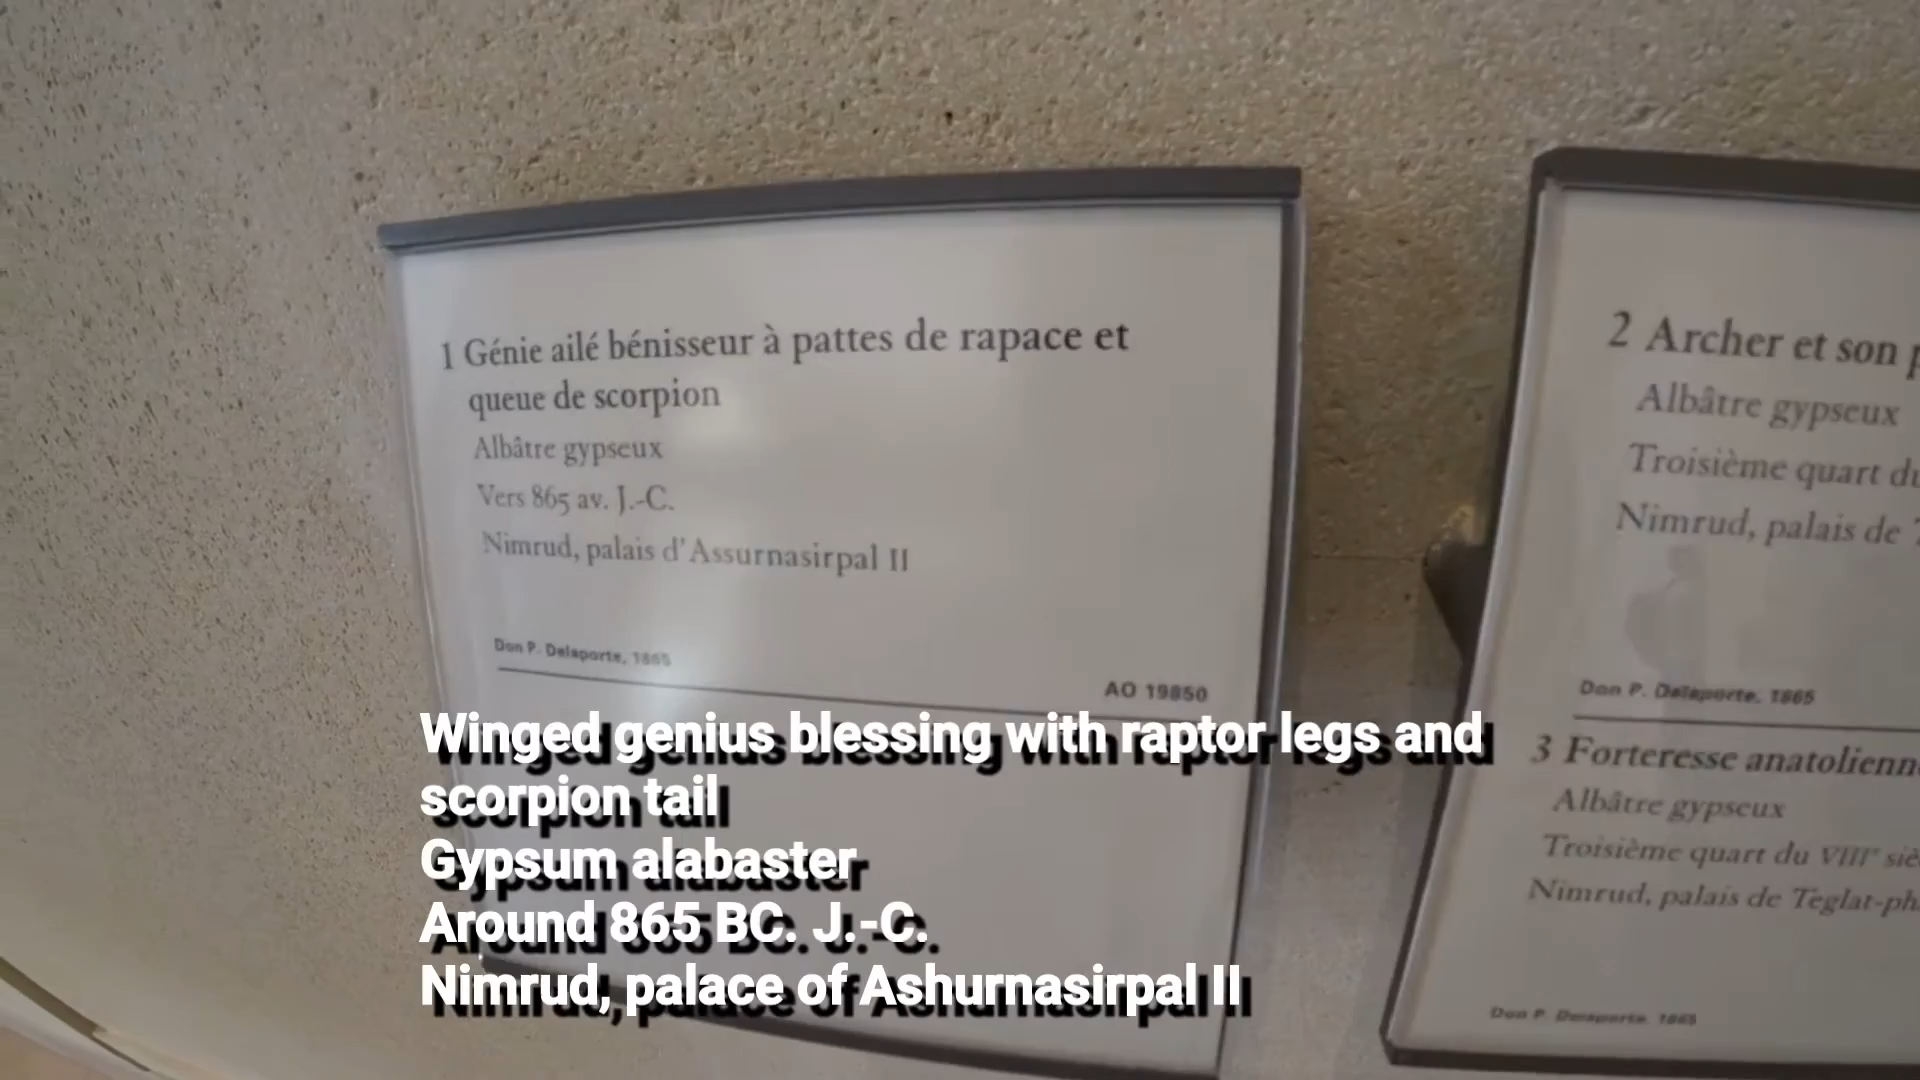 1 Génie ailé bénisseur à pattes de rapace et
queue de scorpion
Albâtre gypseux
Vers 865 av. J.-C.
Nimrud, palais d'Assurnasirpal II
Don P. Delaporte, 1865
AO 19850
2 Archer et son
Albâtre gypseux
Troisième quart du
Nimrud, palais de
Don P. Delaporte, 1865
3 Forteresse anatolienn
Albâtre gypseux
Troisième quart du VIIIe siè
Nimrud, palais de Teglat-ph
Don P. Delaporte, 1865
Winged genius blessing with raptor legs and
scorpion tail
Gypsum alabaster
Around 865 BC. J.-C.
Nimrud, palace of Ashurnasirpal II